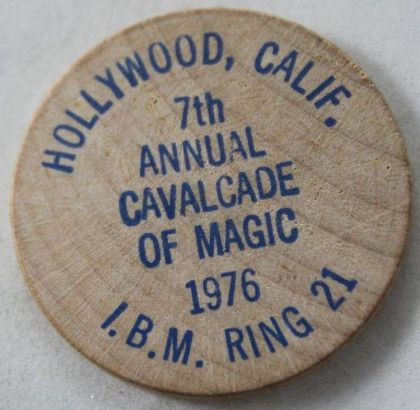 HOLLYWOOD, CALIF.
7th
ANNUAL
CAVALCADE
OF MAGIC
1976
I.B.M. RING 21